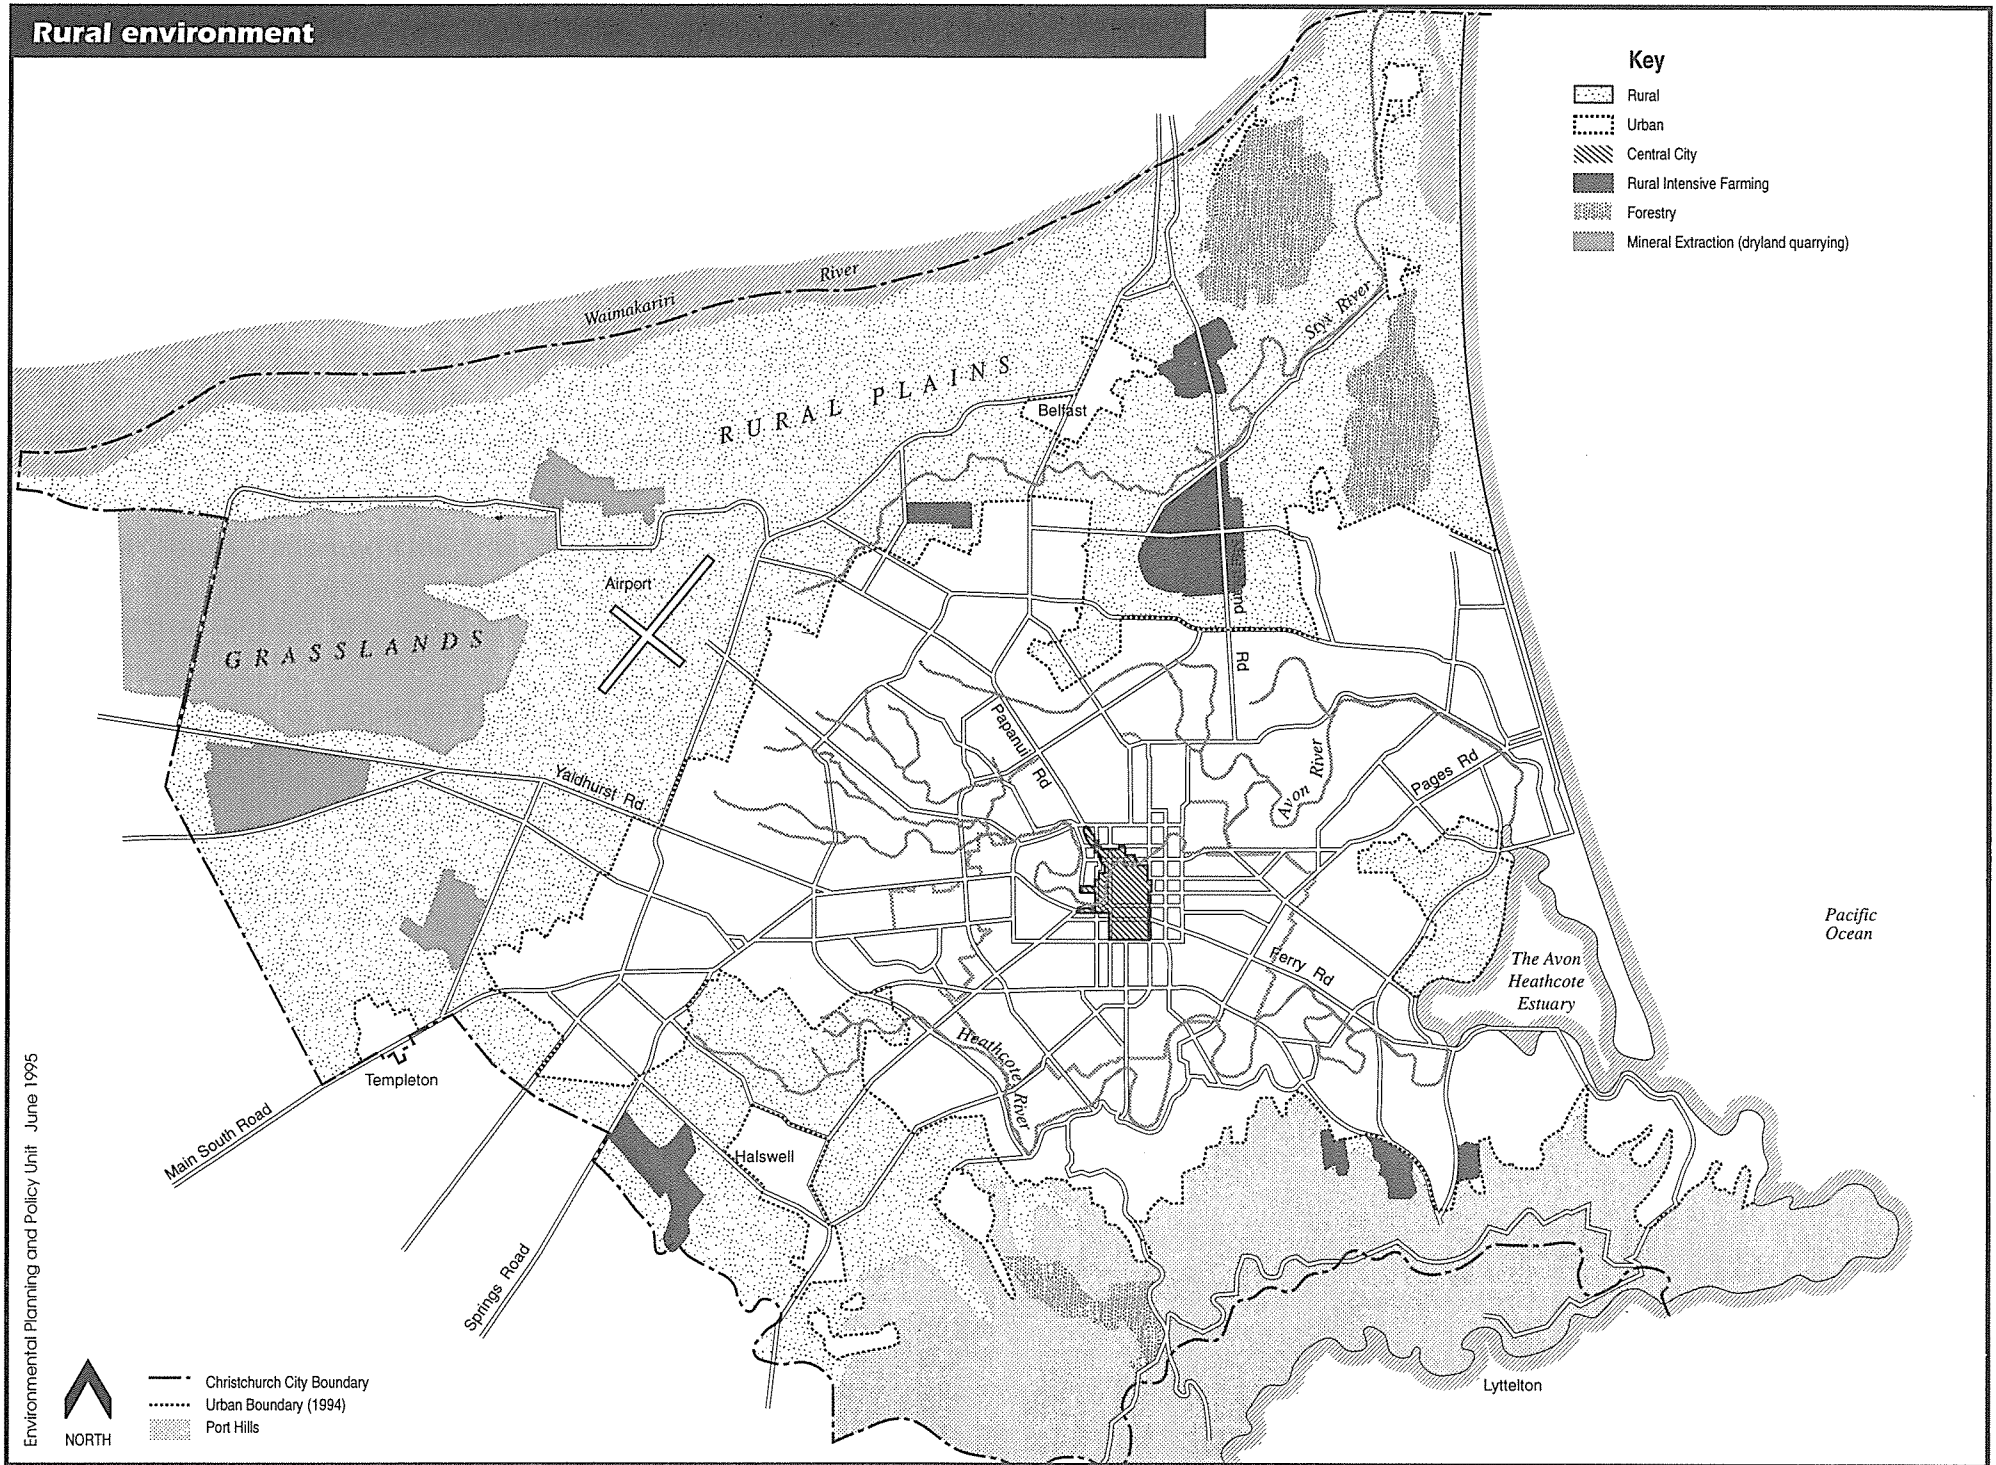 Rural environment
Key
Rural
Urban
Central City
Rural Intensive Farming
Forestry
Mineral Extraction (dryland quarrying)
Waimakariri River
Styx River
RURAL PLAINS
Belfast
Airport
GRASSLANDS
Rd
Papanui Rd
Yaldhurst Rd
Avon River
Pages Rd
Pacific
Ocean
The Avon
Heathcote
Estuary
Ferry Rd
Heathcote River
Templeton
Main South Road
Halswell
Springs Road
Lyttelton
Environmental Planning and Policy Unit June 1995
NORTH
Christchurch City Boundary
Urban Boundary (1994)
Port Hills